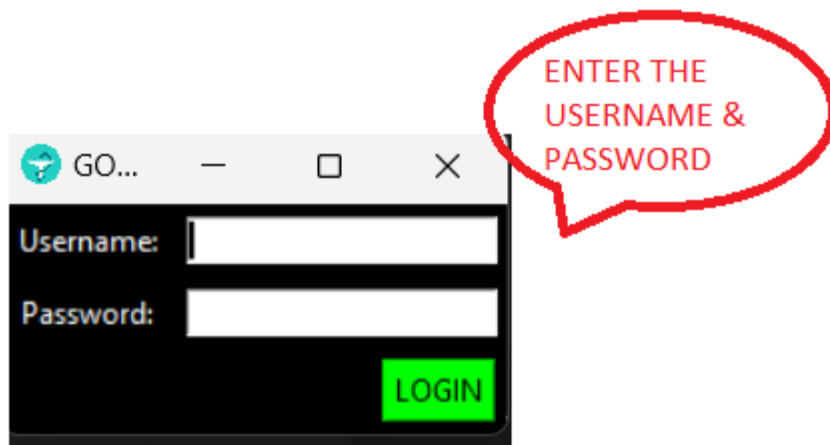 ENTER THE
USERNAME &
PASSWORD
GO...
Username:
Password:
LOGIN